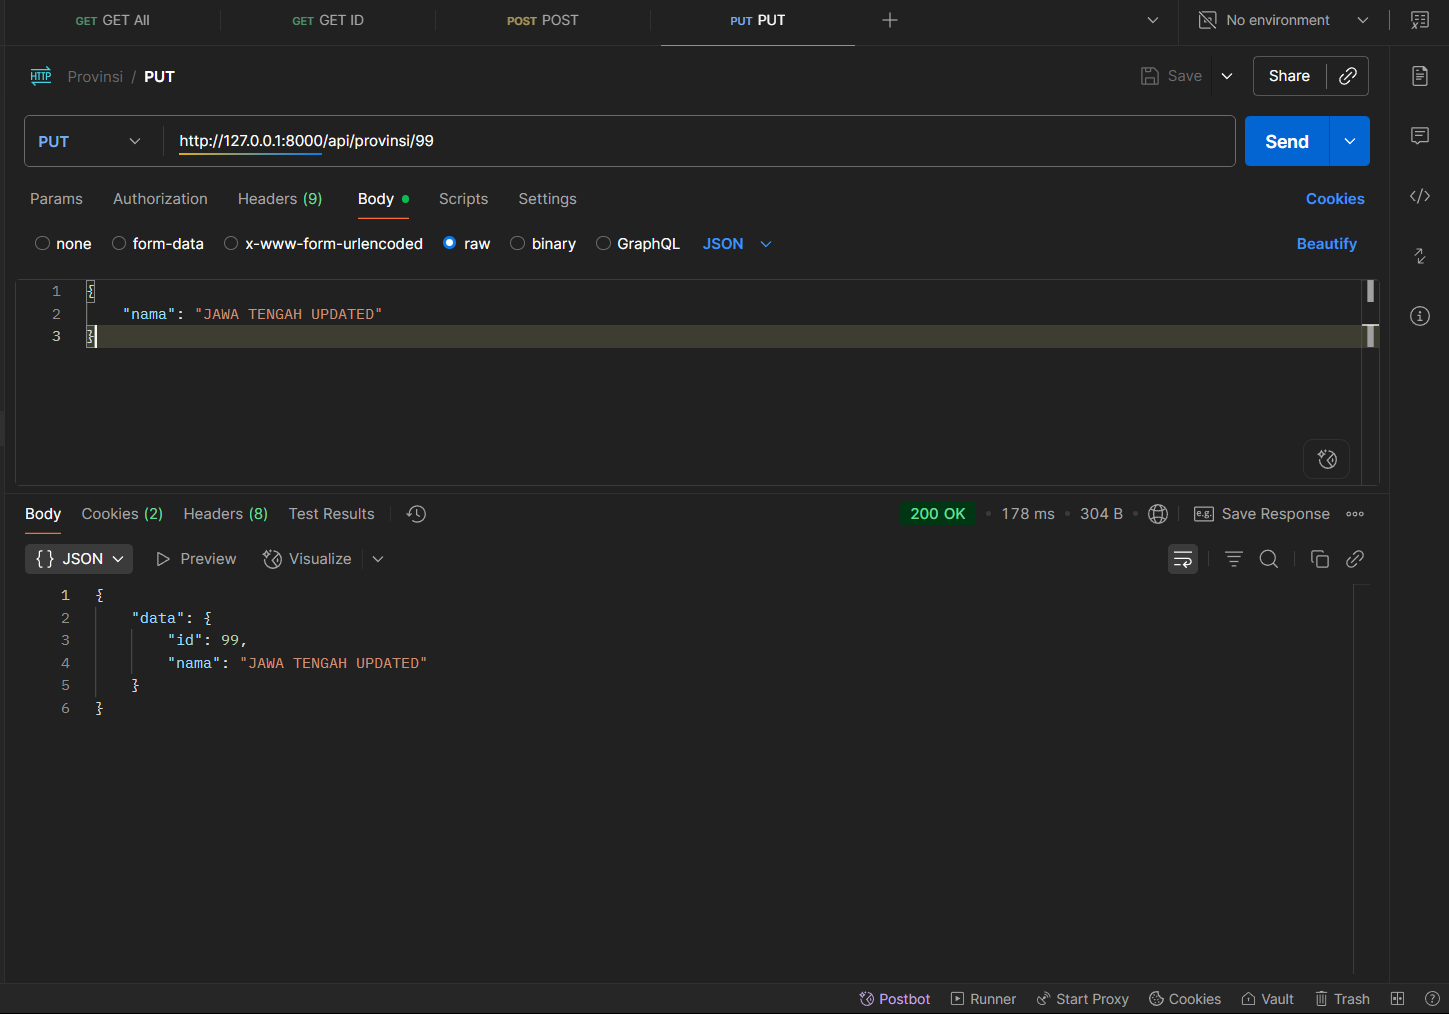 GET GET All GET GET ID POST POST PUT PUT No environment
HTTP Provinsi / PUT Save Share
PUT http://127.0.0.1:8000/api/provinsi/99 Send
Params Authorization Headers (9) Body Scripts Settings Cookies
none form-data x-www-form-urlencoded raw binary GraphQL JSON Beautify
1 {
2 "nama": "JAWA TENGAH UPDATED"
3 }
Body Cookies (2) Headers (8) Test Results 200 OK • 178 ms • 304 B • e.g. Save Response
{} JSON Preview Visualize
1 {
2 "data": {
3 "id": 99,
4 "nama": "JAWA TENGAH UPDATED"
5 }
6 }
Postbot Runner Start Proxy Cookies Vault Trash